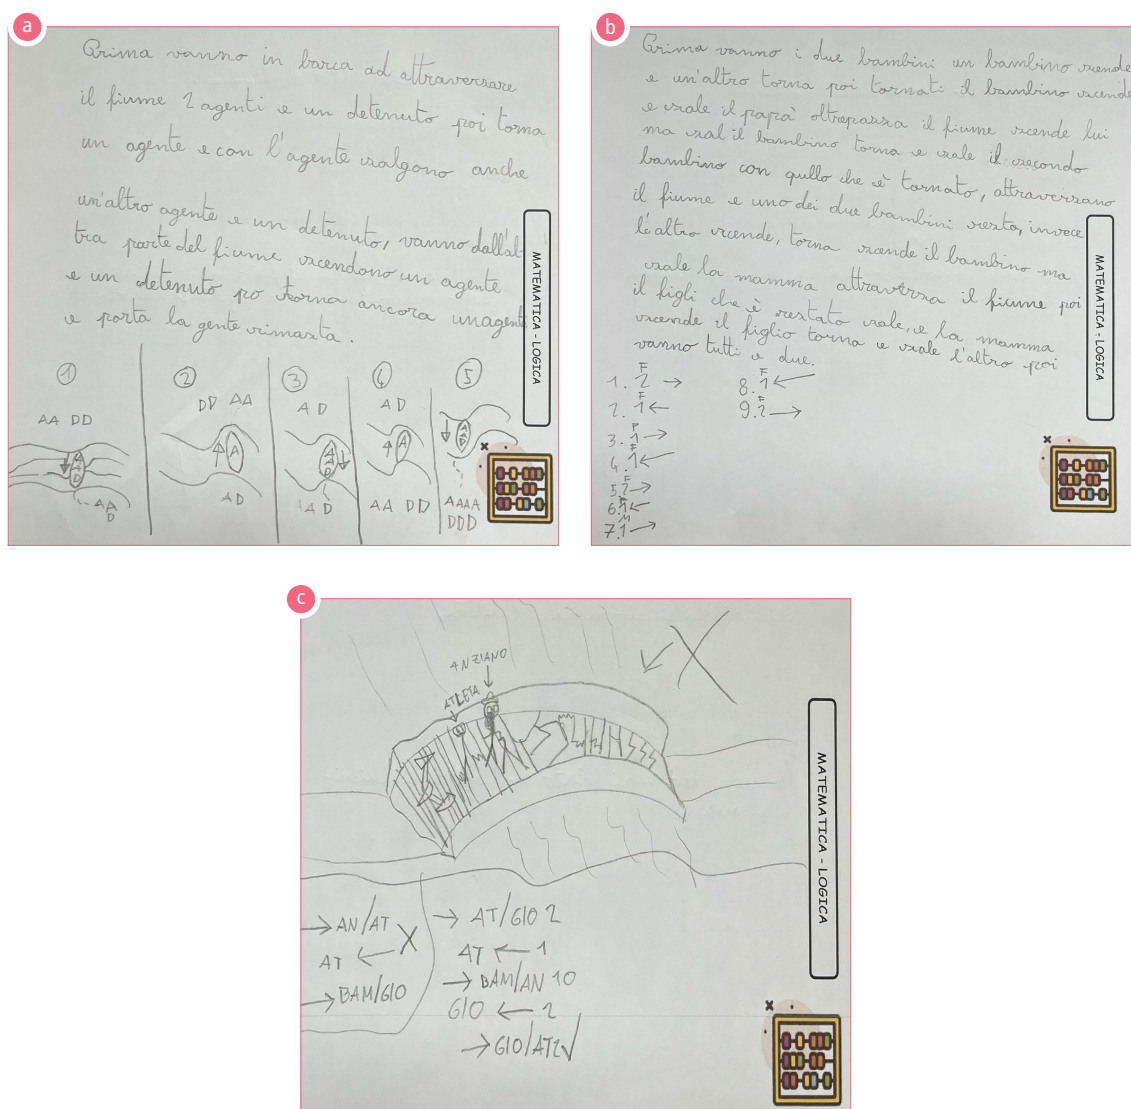 a
Prima vanno in barca ad attraversare
il fiume 2 agenti e un detenuto poi torna
un agente e con l'agente salgono anche
un'altro agente e un detenuto, vanno dall'al-
tra parte del fiume scendono un agente
e un detenuto po torna ancora unagente
e porta la gente rimasta.
1
AA DD
A
A
D
A
A
D
2
DD AA
A
AD
3
A D
A
A
D
A A D
4
A D
A
AA DD
5
A
A
D
AAAA
DDD
MATEMATICA - LOGICA
b
Prima vanno i due bambini un bambino scende
e un'altro torna poi tornati il bambino scende
e sale il papà oltrepassa il fiume scende lui
ma sal il bambino torna e sale il secondo
bambino con qullo che è tornato, attraversano
il fiume e uno dei due bambini resta, invece
l'altro scende, torna scende il bambino ma
sale la mamma attraversa il fiume poi
il figli che è restato sale, e la mamma
scende il figlio torna e sale l'altro poi
vanno tutti e due.
F
1. 2 →
F
2. 1 ←
P
3. 1 →
F
4. 1 ←
F
5. 2 →
F
6. 1 ←
M
7. 1 →
F
8. 1 ←
F
9. 2 →
MATEMATICA - LOGICA
c
ANZIANO
ATLETA
X
→ AN/AT
AT ← X
→ BAM/GIO
→ AT/GIO 2
AT ← 1
→ BAM/AN 10
GIO ← 2
→ GIO/AT2 √
MATEMATICA - LOGICA